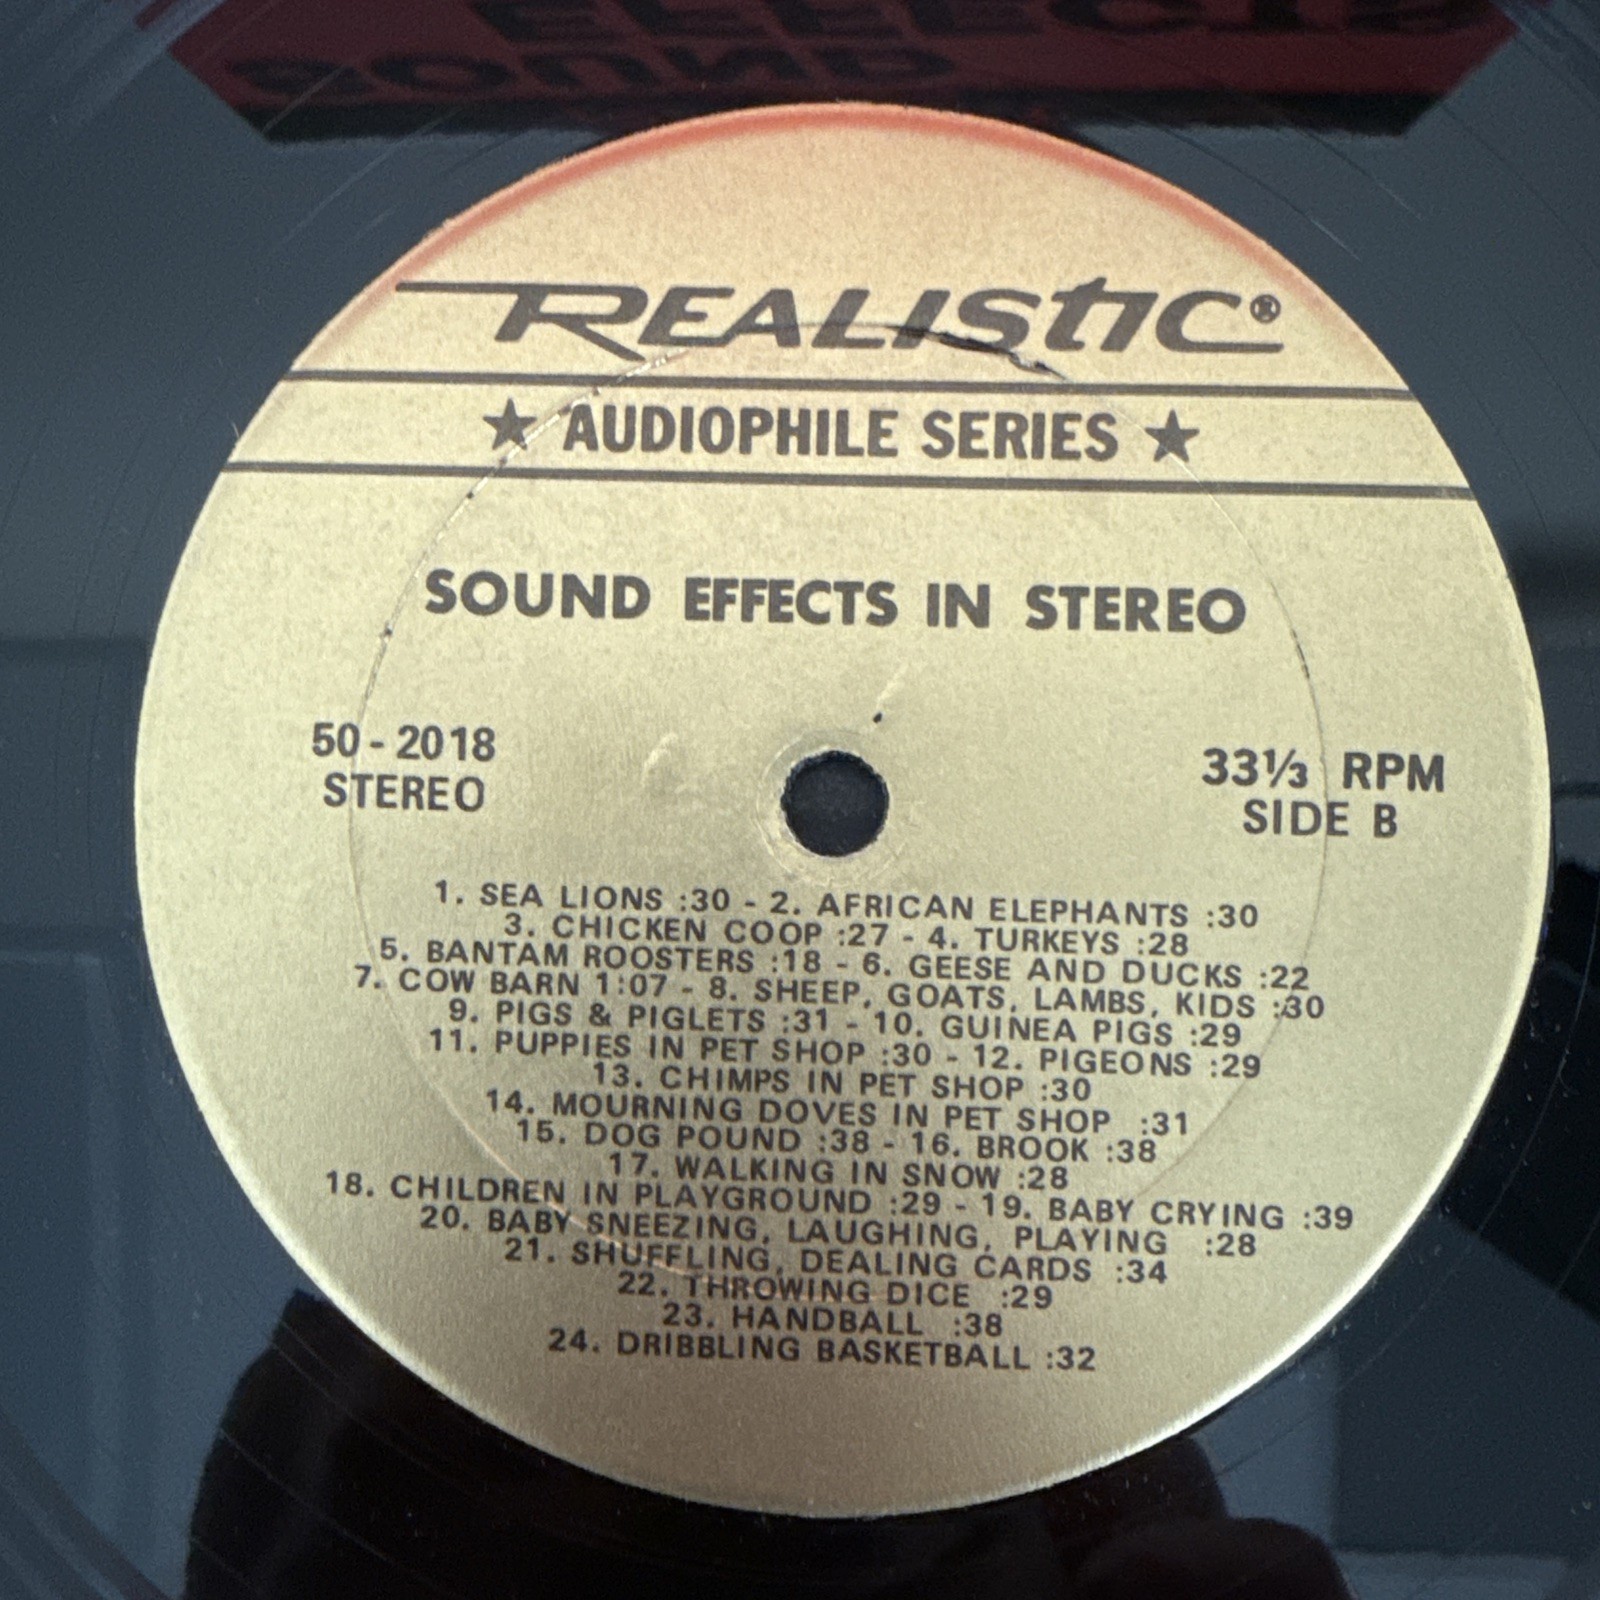 EFFECTS
SOUND
REALISTIC®
★ AUDIOPHILE SERIES ★
SOUND EFFECTS IN STEREO
50-2018
STEREO
33⅓ RPM
SIDE B
1. SEA LIONS :30 - 2. AFRICAN ELEPHANTS :30
3. CHICKEN COOP :27 - 4. TURKEYS :28
5. BANTAM ROOSTERS :18 - 6. GEESE AND DUCKS :22
7. COW BARN 1:07 - 8. SHEEP, GOATS, LAMBS, KIDS :30
9. PIGS & PIGLETS :31 - 10. GUINEA PIGS :29
11. PUPPIES IN PET SHOP :30 - 12. PIGEONS :29
13. CHIMPS IN PET SHOP :30
14. MOURNING DOVES IN PET SHOP :31
15. DOG POUND :38 - 16. BROOK :38
17. WALKING IN SNOW :28
18. CHILDREN IN PLAYGROUND :29 - 19. BABY CRYING :39
20. BABY SNEEZING, LAUGHING, PLAYING :28
21. SHUFFLING, DEALING CARDS :34
22. THROWING DICE :29
23. HANDBALL :38
24. DRIBBLING BASKETBALL :32